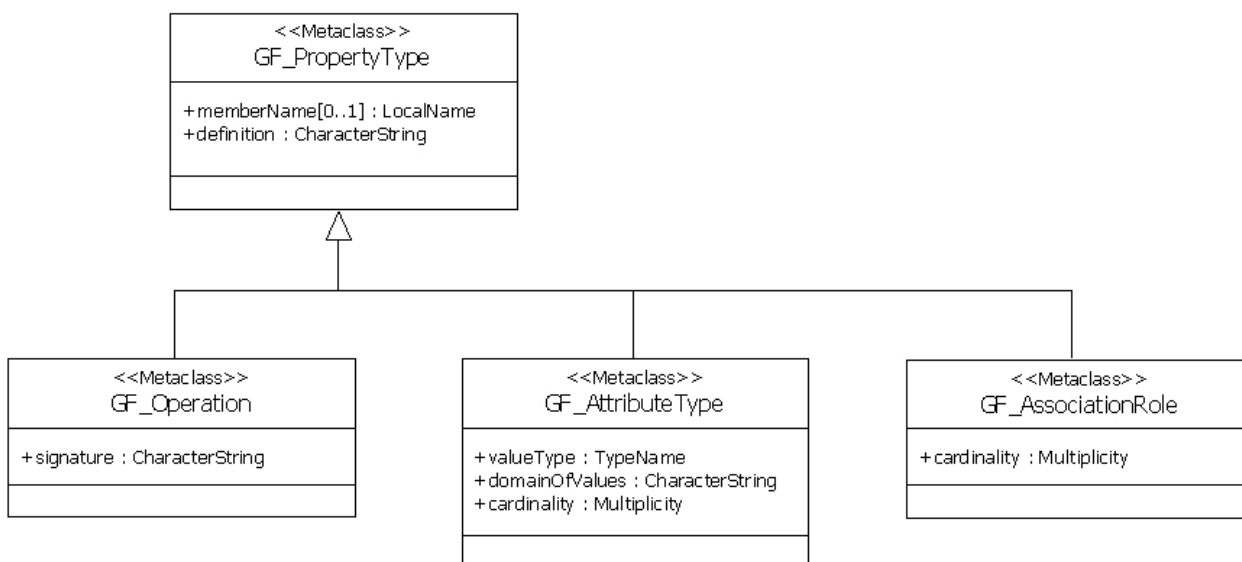 <<Metaclass>>
GF_PropertyType
+memberName[0..1] : LocalName
+definition : CharacterString
<<Metaclass>>
GF_Operation
+signature : CharacterString
<<Metaclass>>
GF_AttributeType
+valueType : TypeName
+domainOfValues : CharacterString
+cardinality : Multiplicity
<<Metaclass>>
GF_AssociationRole
+cardinality : Multiplicity